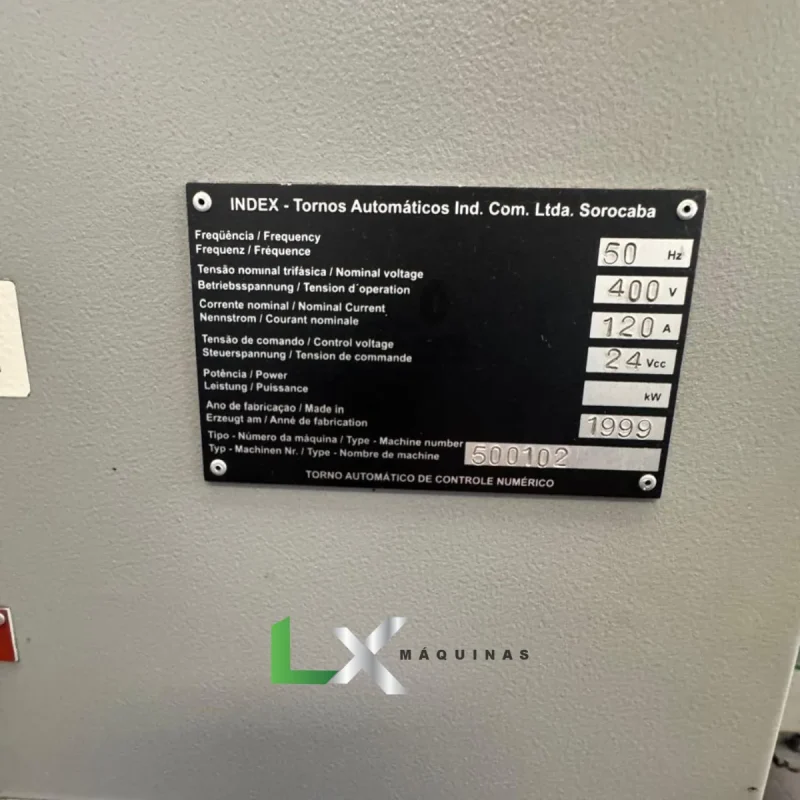 INDEX - Tornos Automáticos Ind. Com. Ltda. Sorocaba
Freqüência / Frequency
Frequenz / Fréquence
50 Hz
Tensão nominal trifásica / Nominal voltage
Betriebsspannung / Tension d´operation
400 V
Corrente nominal / Nominal Current
Nennstrom / Courant nominale
120 A
Tensão de comando / Control voltage
Steuerspannung / Tension de commande
24 Vcc
Potência / Power
Leistung / Puissance
kW
Ano de fabricaçao / Made in
Erzeugt am / Anné de fabrication
1999
Tipo - Número da máquina / Type - Machine number
Typ - Machinen Nr. / Type - Nombre de machine
500102
TORNO AUTOMÁTICO DE CONTROLE NUMÉRICO
LX MÁQUINAS